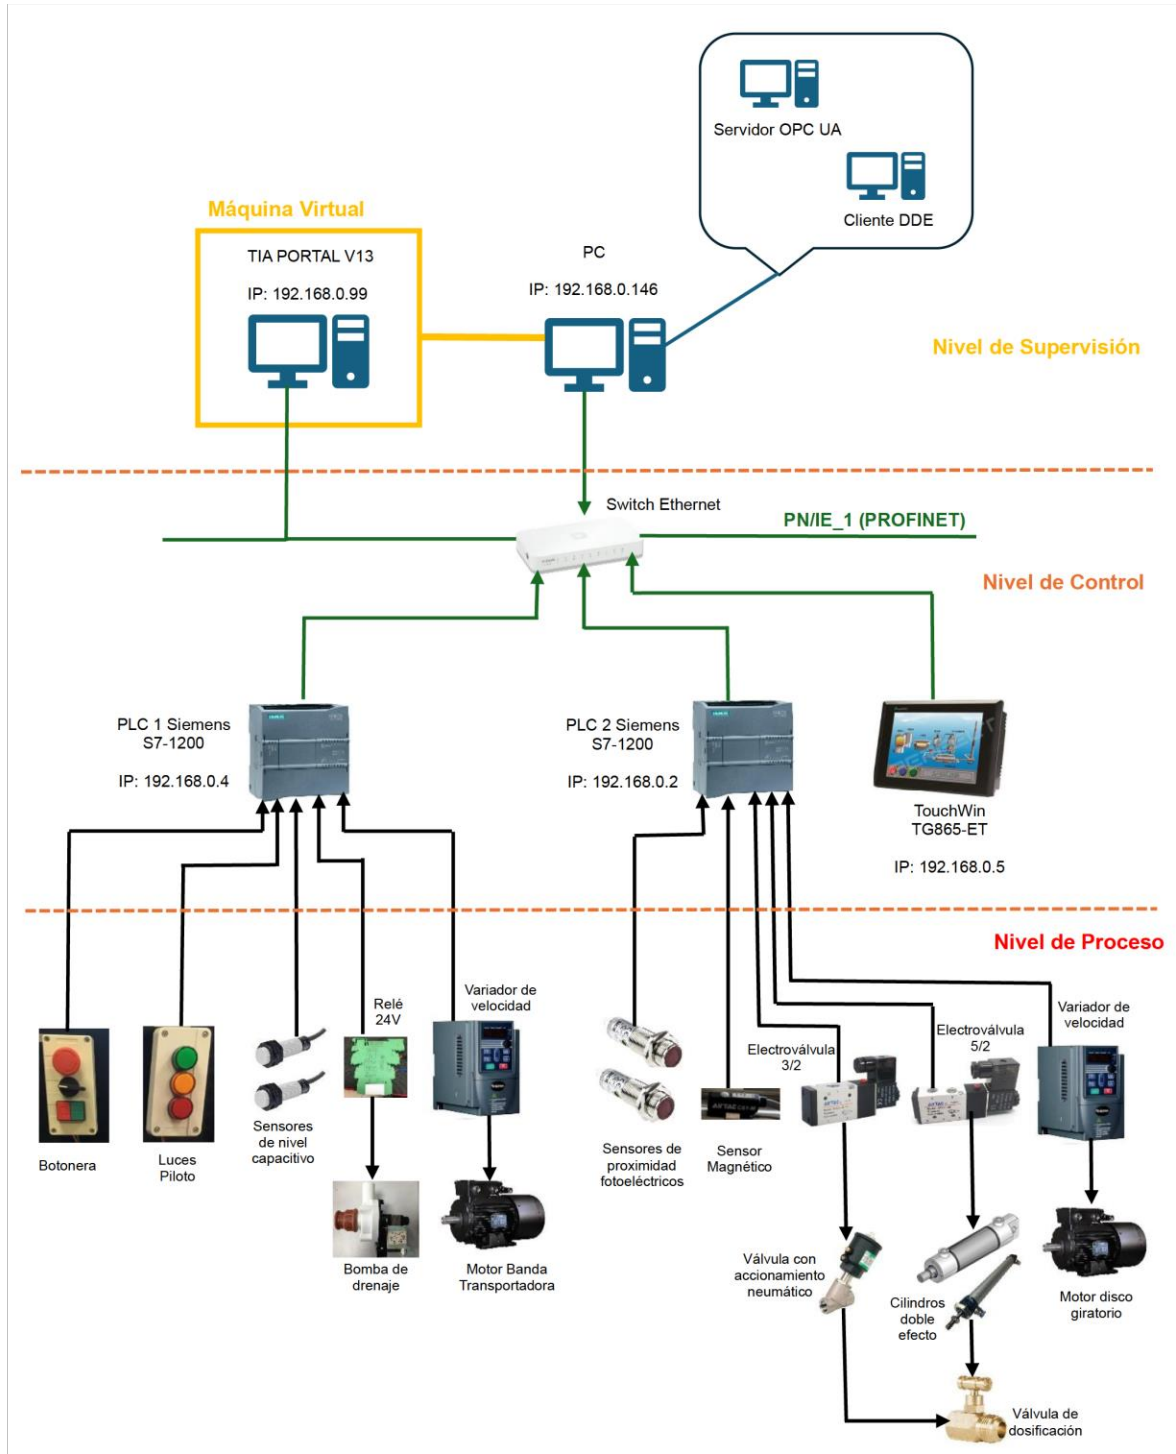 Servidor OPC UA
Cliente DDE
Máquina Virtual
TIA PORTAL V13
IP: 192.168.0.99
PC
IP: 192.168.0.146
Nivel de Supervisión
Switch Ethernet
PN/IE_1 (PROFINET)
Nivel de Control
PLC 1 Siemens
S7-1200
IP: 192.168.0.4
PLC 2 Siemens
S7-1200
IP: 192.168.0.2
TouchWin
TG865-ET
IP: 192.168.0.5
Nivel de Proceso
Relé
24V
Variador de
velocidad
Electroválvula
3/2
Electroválvula
5/2
Variador de
velocidad
Botonera
Luces
Piloto
Sensores
de nivel
capacitivo
Sensores de
proximidad
fotoeléctricos
Sensor
Magnético
Bomba de
drenaje
Motor Banda
Transportadora
Válvula con
accionamiento
neumático
Cilindros
doble
efecto
Motor disco
giratorio
Válvula de
dosificación